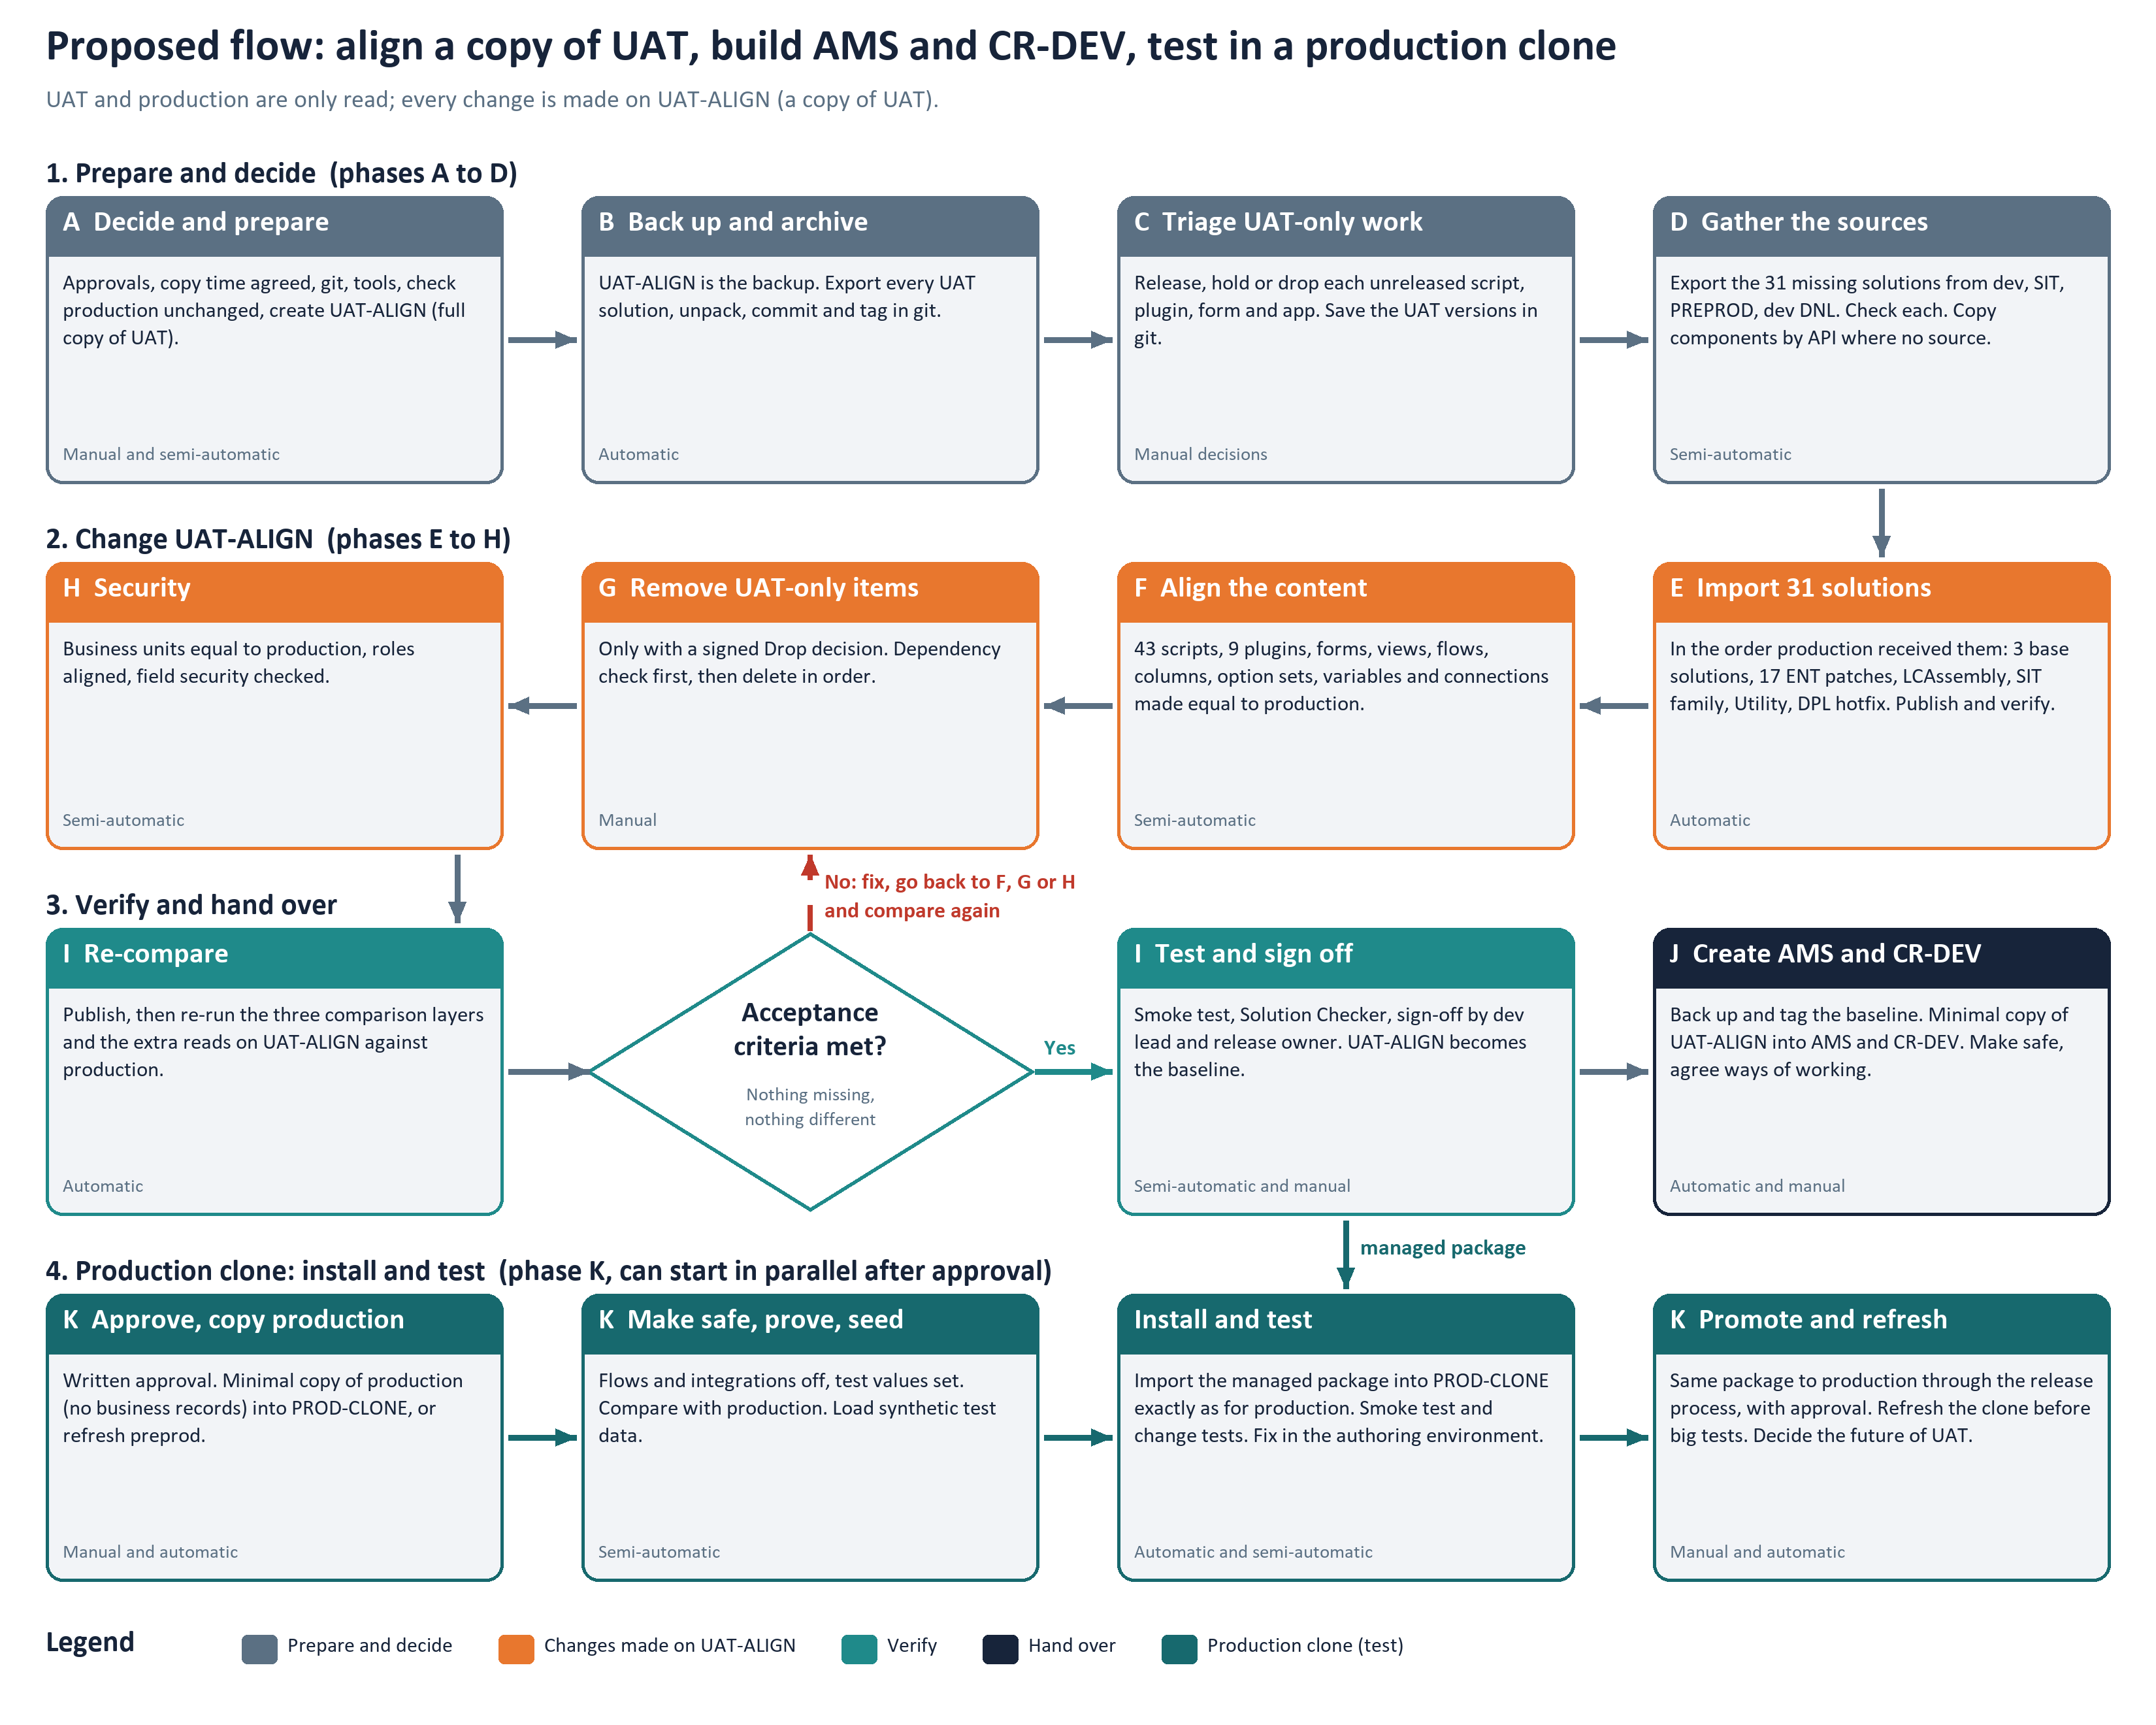 Proposed flow: align a copy of UAT, build AMS and CR-DEV, test in a production clone
UAT and production are only read; every change is made on UAT-ALIGN (a copy of UAT).
1. Prepare and decide  (phases A to D)
A  Decide and prepare
Approvals, copy time agreed, git, tools, check
production unchanged, create UAT-ALIGN (full
copy of UAT).
Manual and semi-automatic
B  Back up and archive
UAT-ALIGN is the backup. Export every UAT
solution, unpack, commit and tag in git.
Automatic
C  Triage UAT-only work
Release, hold or drop each unreleased script,
plugin, form and app. Save the UAT versions in
git.
Manual decisions
D  Gather the sources
Export the 31 missing solutions from dev, SIT,
PREPROD, dev DNL. Check each. Copy
components by API where no source.
Semi-automatic
2. Change UAT-ALIGN  (phases E to H)
H  Security
Business units equal to production, roles
aligned, field security checked.
Semi-automatic
G  Remove UAT-only items
Only with a signed Drop decision. Dependency
check first, then delete in order.
Manual
F  Align the content
43 scripts, 9 plugins, forms, views, flows,
columns, option sets, variables and connections
made equal to production.
Semi-automatic
E  Import 31 solutions
In the order production received them: 3 base
solutions, 17 ENT patches, LCAssembly, SIT
family, Utility, DPL hotfix. Publish and verify.
Automatic
No: fix, go back to F, G or H
and compare again
3. Verify and hand over
I  Re-compare
Publish, then re-run the three comparison layers
and the extra reads on UAT-ALIGN against
production.
Automatic
Acceptance
criteria met?
Nothing missing,
nothing different
Yes
I  Test and sign off
Smoke test, Solution Checker, sign-off by dev
lead and release owner. UAT-ALIGN becomes
the baseline.
Semi-automatic and manual
J  Create AMS and CR-DEV
Back up and tag the baseline. Minimal copy of
UAT-ALIGN into AMS and CR-DEV. Make safe,
agree ways of working.
Automatic and manual
managed package
4. Production clone: install and test  (phase K, can start in parallel after approval)
K  Approve, copy production
Written approval. Minimal copy of production
(no business records) into PROD-CLONE, or
refresh preprod.
Manual and automatic
K  Make safe, prove, seed
Flows and integrations off, test values set.
Compare with production. Load synthetic test
data.
Semi-automatic
Install and test
Import the managed package into PROD-CLONE
exactly as for production. Smoke test and
change tests. Fix in the authoring environment.
Automatic and semi-automatic
K  Promote and refresh
Same package to production through the release
process, with approval. Refresh the clone before
big tests. Decide the future of UAT.
Manual and automatic
Legend
Prepare and decide
Changes made on UAT-ALIGN
Verify
Hand over
Production clone (test)